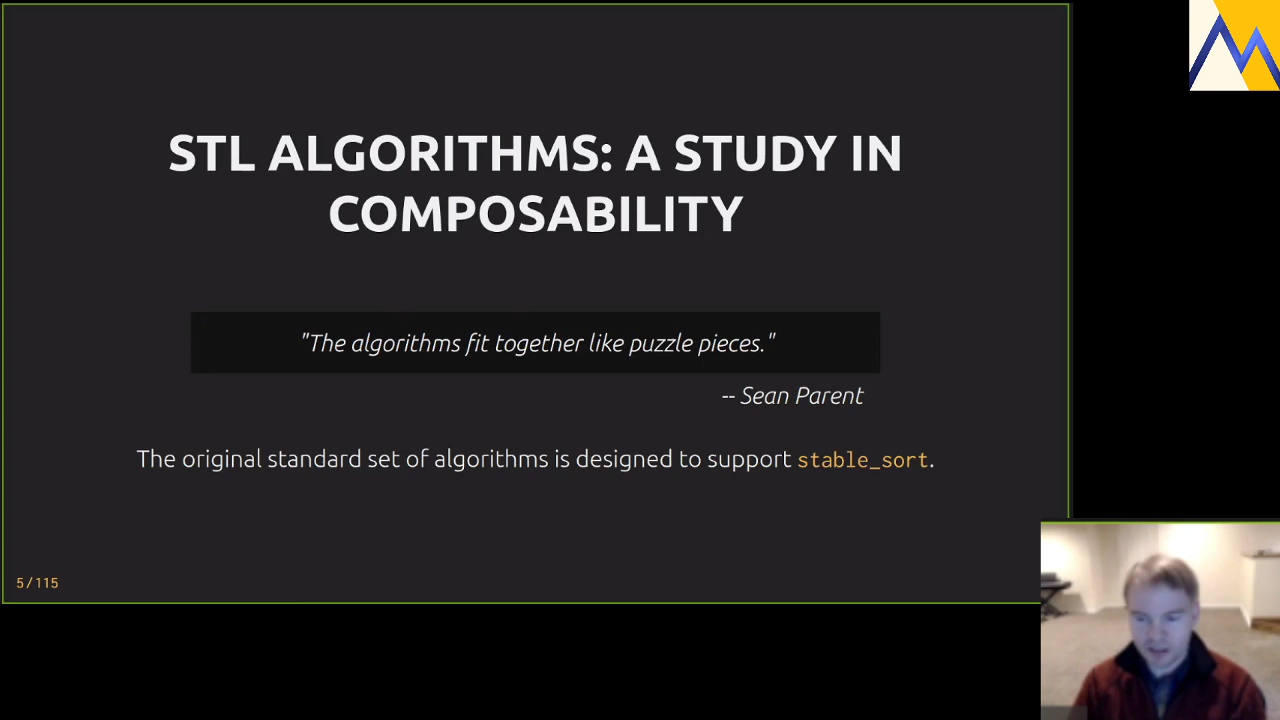 STL ALGORITHMS: A STUDY IN
COMPOSABILITY
"The algorithms fit together like puzzle pieces."
-- Sean Parent
The original standard set of algorithms is designed to support stable_sort.
5/115